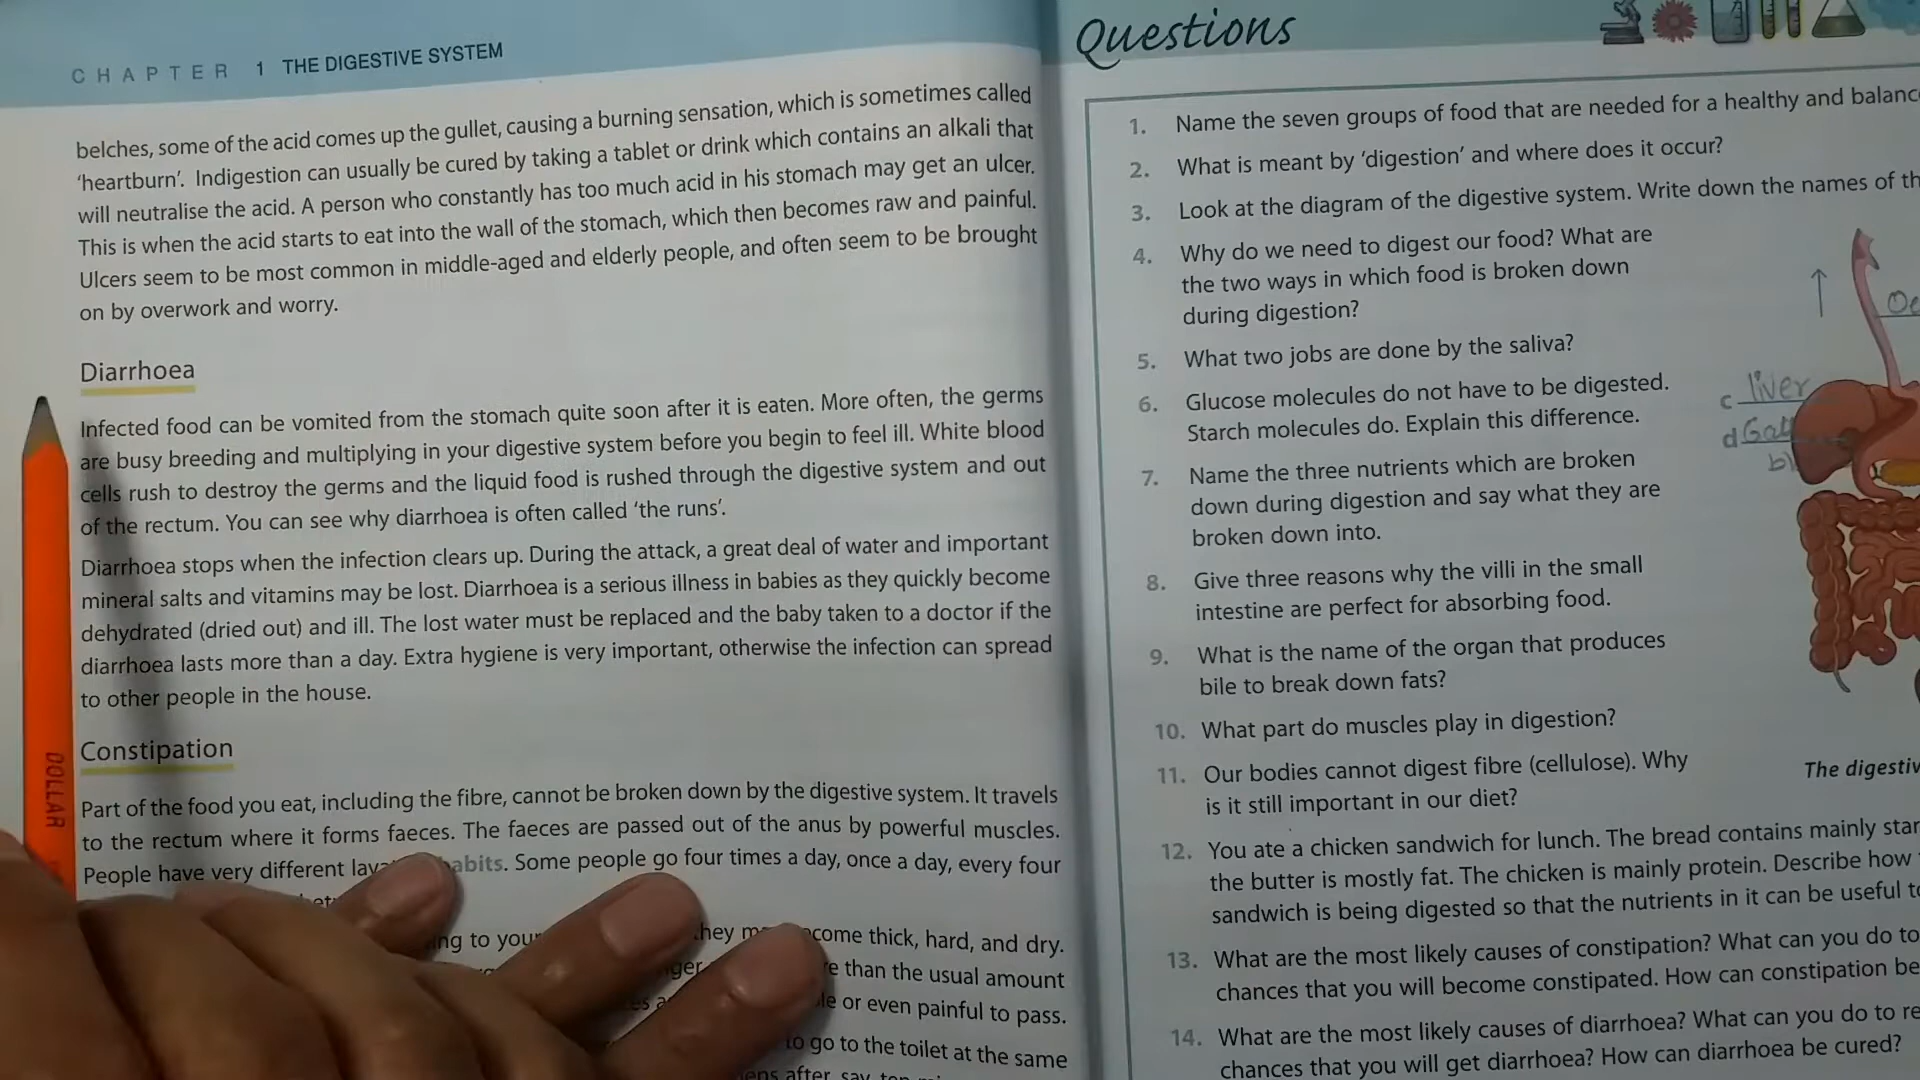 CHAPTER 1 THE DIGESTIVE SYSTEM
belches, some of the acid comes up the gullet, causing a burning sensation, which is sometimes called
‘heartburn’. Indigestion can usually be cured by taking a tablet or drink which contains an alkali that
will neutralise the acid. A person who constantly has too much acid in his stomach may get an ulcer.
This is when the acid starts to eat into the wall of the stomach, which then becomes raw and painful.
Ulcers seem to be most common in middle-aged and elderly people, and often seem to be brought
on by overwork and worry.
Diarrhoea
Infected food can be vomited from the stomach quite soon after it is eaten. More often, the germs
are busy breeding and multiplying in your digestive system before you begin to feel ill. White blood
cells rush to destroy the germs and the liquid food is rushed through the digestive system and out
of the rectum. You can see why diarrhoea is often called ‘the runs’.
Diarrhoea stops when the infection clears up. During the attack, a great deal of water and important
mineral salts and vitamins may be lost. Diarrhoea is a serious illness in babies as they quickly become
dehydrated (dried out) and ill. The lost water must be replaced and the baby taken to a doctor if the
diarrhoea lasts more than a day. Extra hygiene is very important, otherwise the infection can spread
to other people in the house.
Constipation
Part of the food you eat, including the fibre, cannot be broken down by the digestive system. It travels
to the rectum where it forms faeces. The faeces are passed out of the anus by powerful muscles.
People have very different habits. Some people go four times a day, once a day, every four
to your they come thick, hard, and dry.
than the usual amount
or even painful to pass.
to go to the toilet at the same
after say
DOLLAR
Questions
1. Name the seven groups of food that are needed for a healthy and
2. What is meant by ‘digestion’ and where does it occur?
3. Look at the diagram of the digestive system. Write down the names of
4. Why do we need to digest our food? What are
the two ways in which food is broken down
during digestion?
5. What two jobs are done by the saliva?
6. Glucose molecules do not have to be digested.
Starch molecules do. Explain this difference.
7. Name the three nutrients which are broken
down during digestion and say what they are
broken down into.
8. Give three reasons why the villi in the small
intestine are perfect for absorbing food.
9. What is the name of the organ that produces
bile to break down fats?
10. What part do muscles play in digestion?
11. Our bodies cannot digest fibre (cellulose). Why
is it still important in our diet?
12. You ate a chicken sandwich for lunch. The bread contains mainly
the butter is mostly fat. The chicken is mainly protein. Describe how
sandwich is being digested so that the nutrients in it can be useful
13. What are the most likely causes of constipation? What can you do to
chances that you will become constipated. How can constipation be
14. What are the most likely causes of diarrhoea? What can you do to
chances that you will get diarrhoea? How can diarrhoea be cured?
c liver
d
The